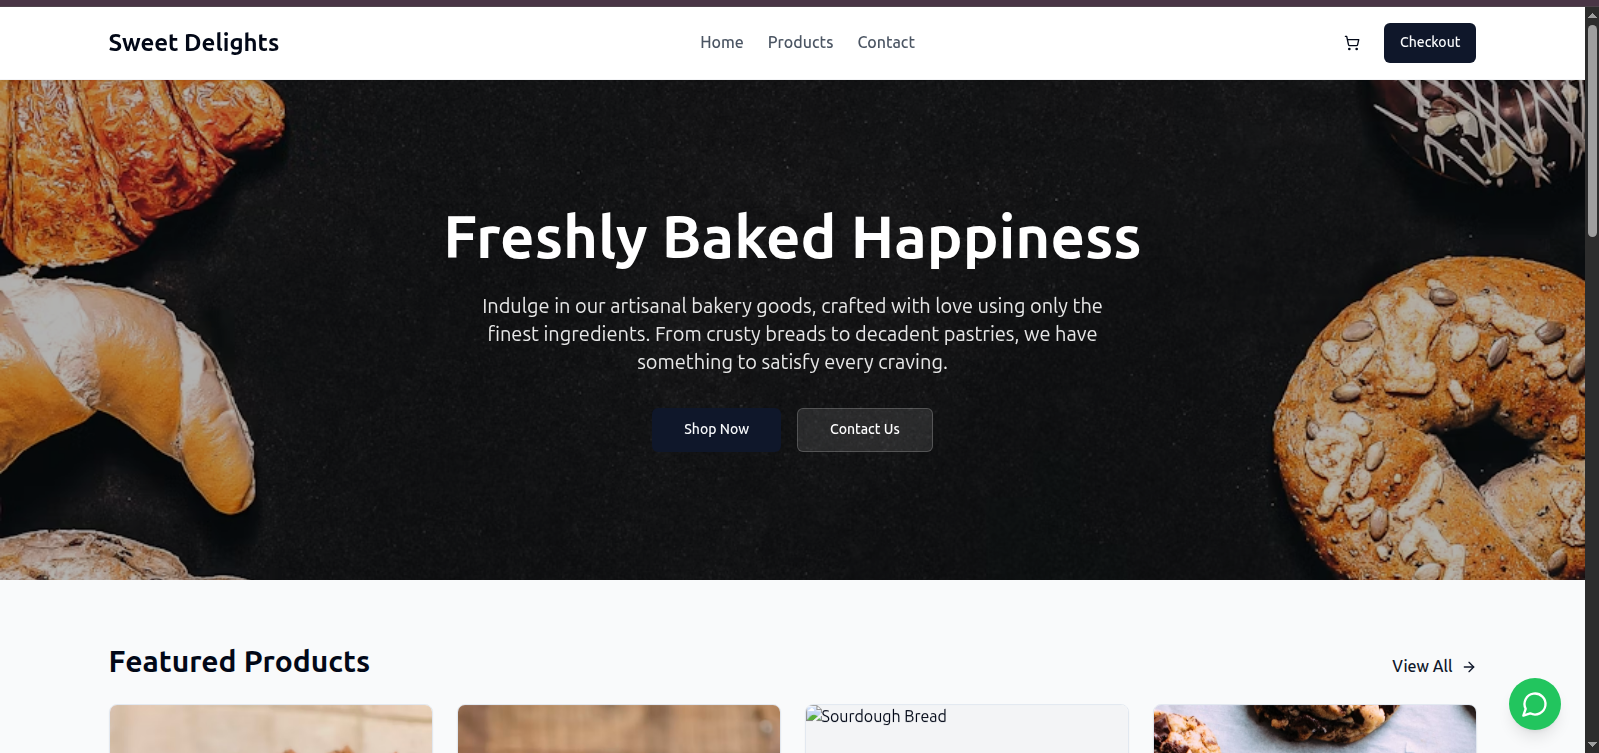 Sweet Delights
Home Products Contact
Checkout
Freshly Baked Happiness
Indulge in our artisanal bakery goods, crafted with love using only the
finest ingredients. From crusty breads to decadent pastries, we have
something to satisfy every craving.
Shop Now
Contact Us
Featured Products
View All
Sourdough Bread